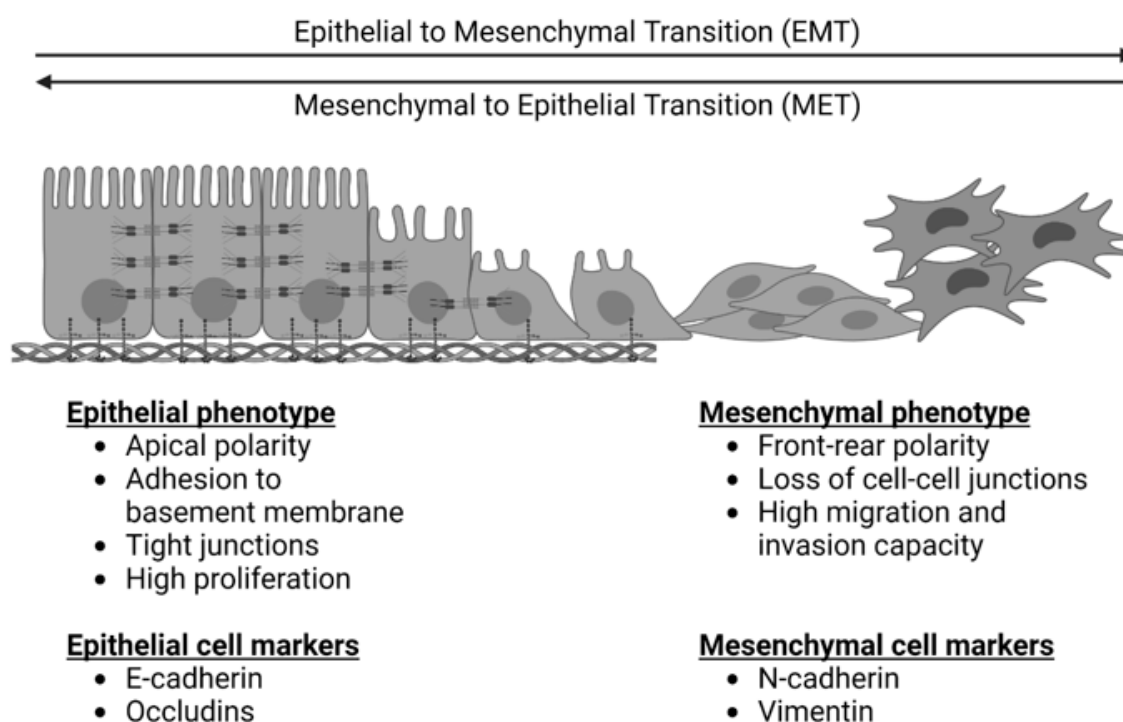 Epithelial to Mesenchymal Transition (EMT)
Mesenchymal to Epithelial Transition (MET)
Epithelial phenotype
• Apical polarity
• Adhesion to
basement membrane
• Tight junctions
• High proliferation
Mesenchymal phenotype
• Front-rear polarity
• Loss of cell-cell junctions
• High migration and
invasion capacity
Epithelial cell markers
• E-cadherin
• Occludins
Mesenchymal cell markers
• N-cadherin
• Vimentin